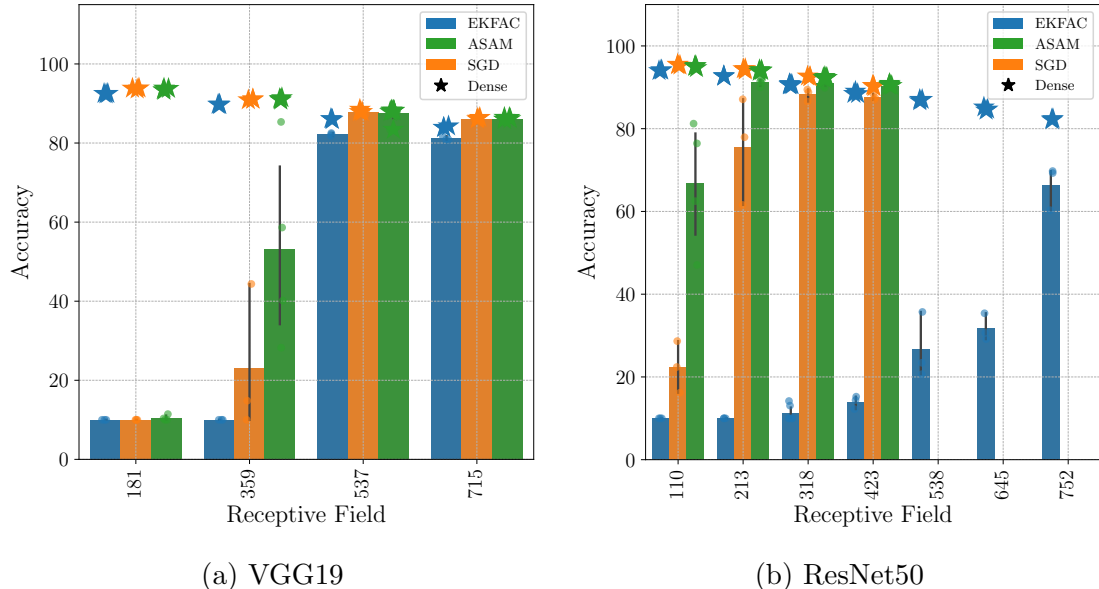 Accuracy
100
80
60
40
20
0
181
359
537
715
Receptive Field
EKFAC
ASAM
SGD
Dense
(a) VGG19
Accuracy
100
80
60
40
20
0
110
213
318
423
538
645
752
Receptive Field
EKFAC
ASAM
SGD
Dense
(b) ResNet50